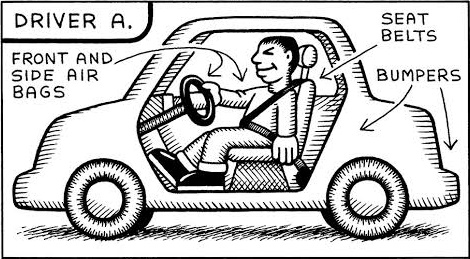 DRIVER A.
FRONT AND
SIDE AIR
BAGS
SEAT
BELTS
BUMPERS